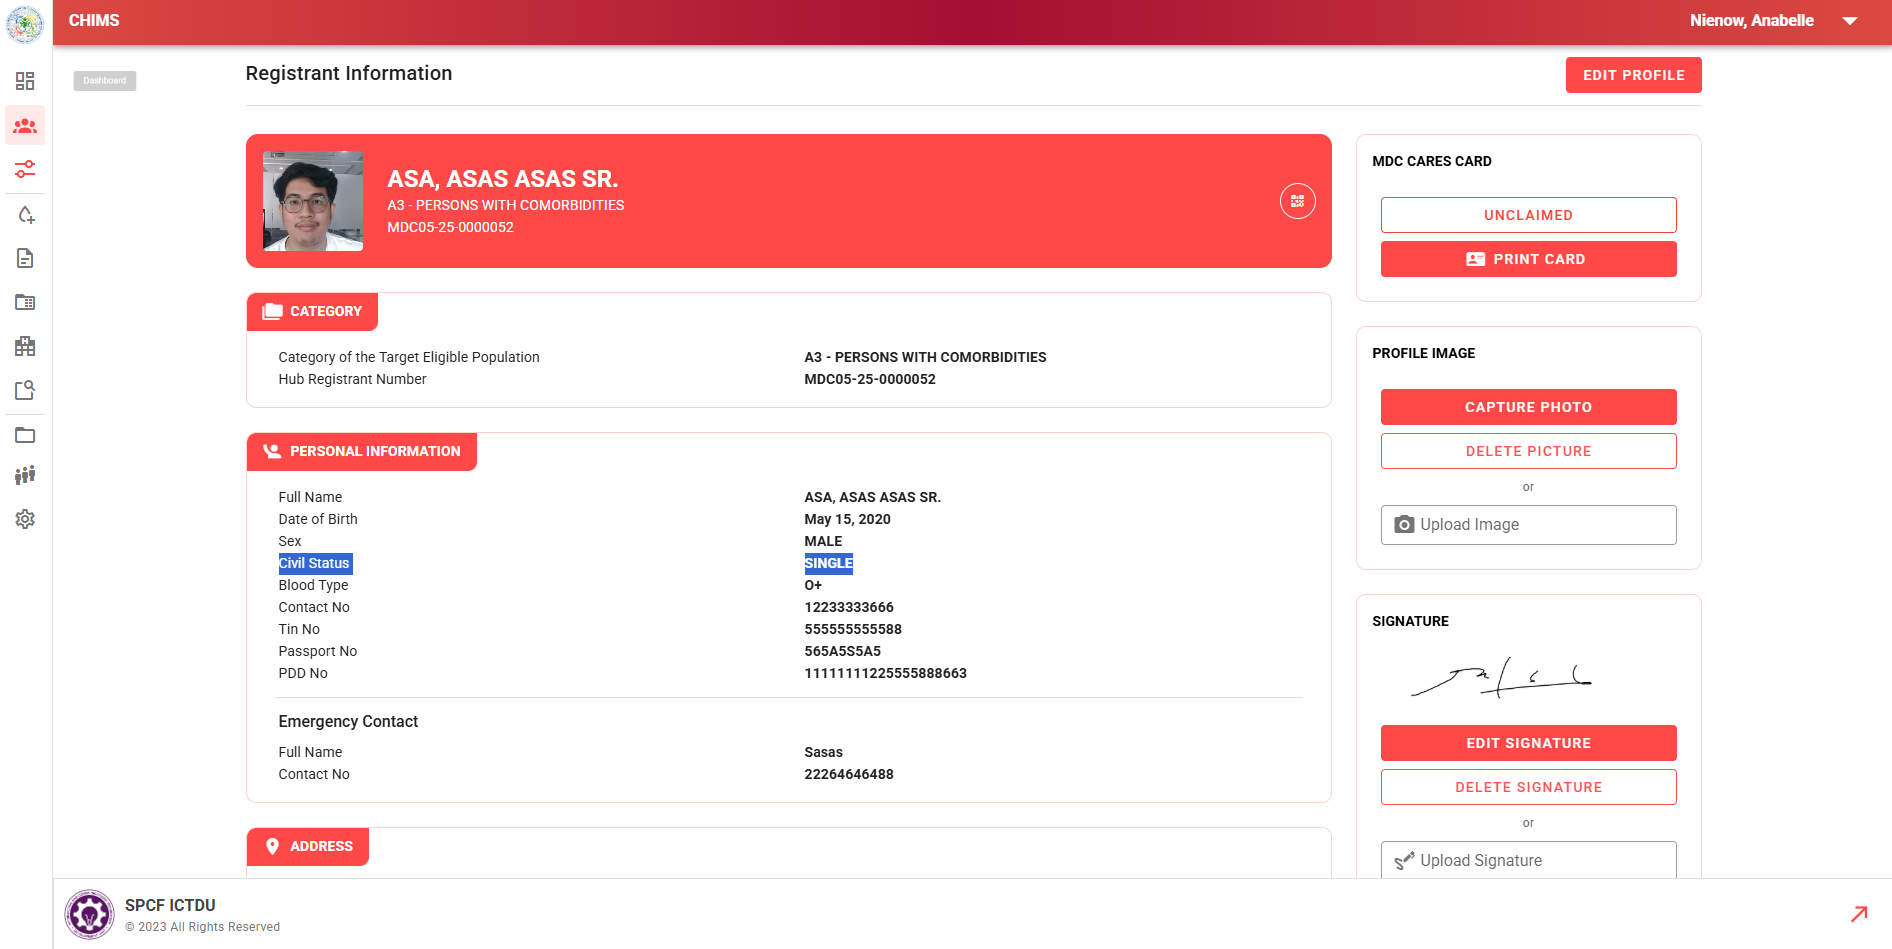 CHIMS
Nienow, Anabelle
Dashboard
Registrant Information
EDIT PROFILE
ASA, ASAS ASAS SR.
A3 - PERSONS WITH COMORBIDITIES
MDC05-25-0000052
CATEGORY
Category of the Target Eligible Population A3 - PERSONS WITH COMORBIDITIES
Hub Registrant Number MDC05-25-0000052
PERSONAL INFORMATION
Full Name ASA, ASAS ASAS SR.
Date of Birth May 15, 2020
Sex MALE
Civil Status SINGLE
Blood Type O+
Contact No 12233333666
Tin No 555555555588
Passport No 565A5S5A5
PDD No 11111111225555888663
Emergency Contact
Full Name Sasas
Contact No 22264646488
ADDRESS
MDC CARES CARD
UNCLAIMED
PRINT CARD
PROFILE IMAGE
CAPTURE PHOTO
DELETE PICTURE
or
Upload Image
SIGNATURE
EDIT SIGNATURE
DELETE SIGNATURE
or
Upload Signature
SPCF ICTDU
© 2023 All Rights Reserved